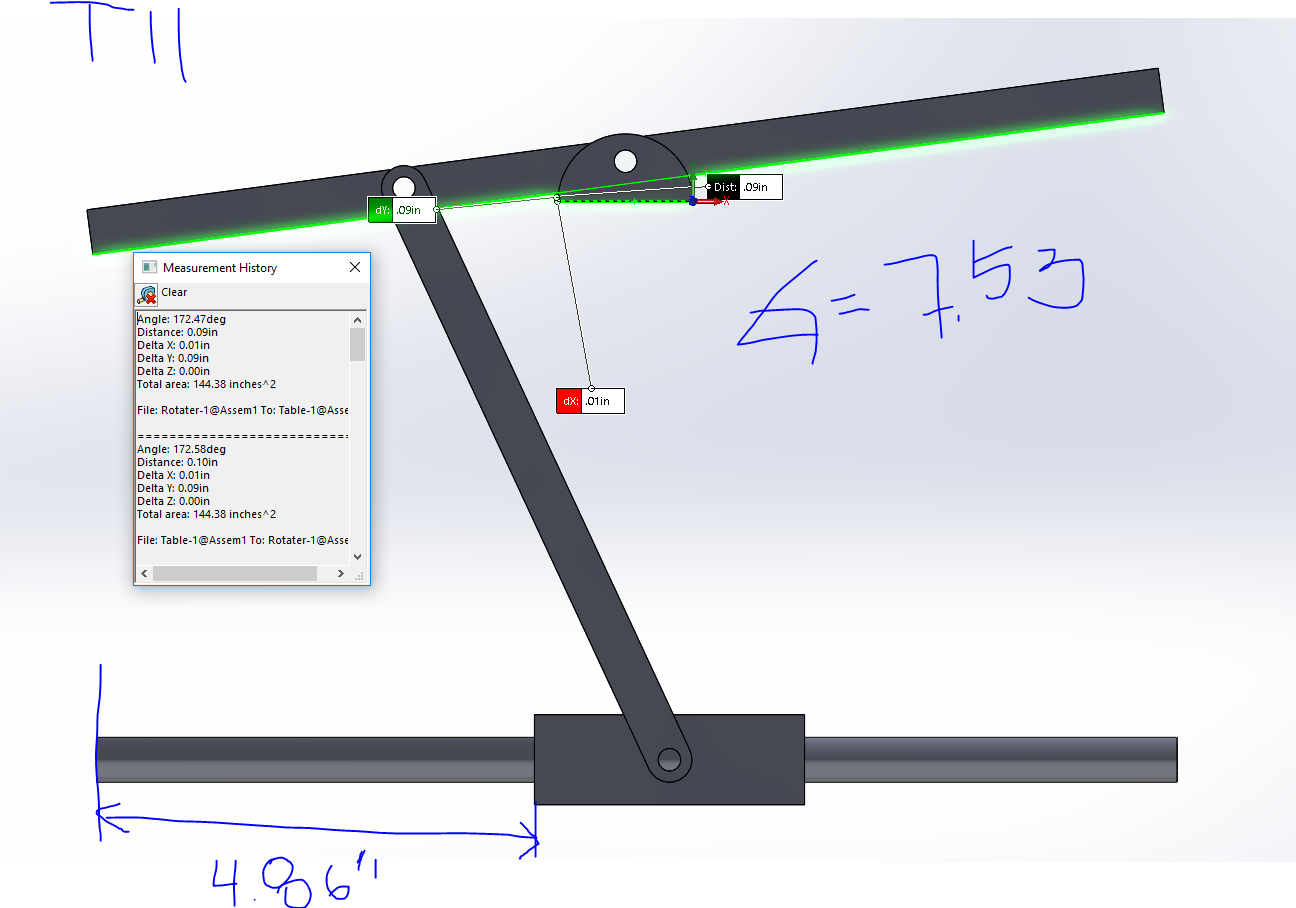 Dist: .09in
dY: .09in
Measurement History
Clear
Angle: 172.47deg
Distance: 0.09in
Delta X: 0.01in
Delta Y: 0.09in
Delta Z: 0.00in
Total area: 144.38 inches^2
File: Rotater-1@Assem1 To: Table-1@Asse
=============================
Angle: 172.58deg
Distance: 0.10in
Delta X: 0.01in
Delta Y: 0.09in
Delta Z: 0.00in
Total area: 144.38 inches^2
File: Table-1@Assem1 To: Rotater-1@Asse
X
= 7.53
dX: .01in
4.86"